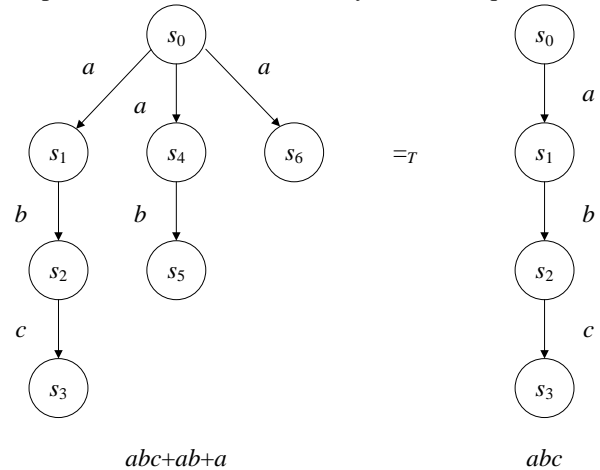 s0 s0
a a a a
s1 s4 s6 =T s1
b b b
s2 s5 s2
c c
s3 s3
abc+ab+a abc